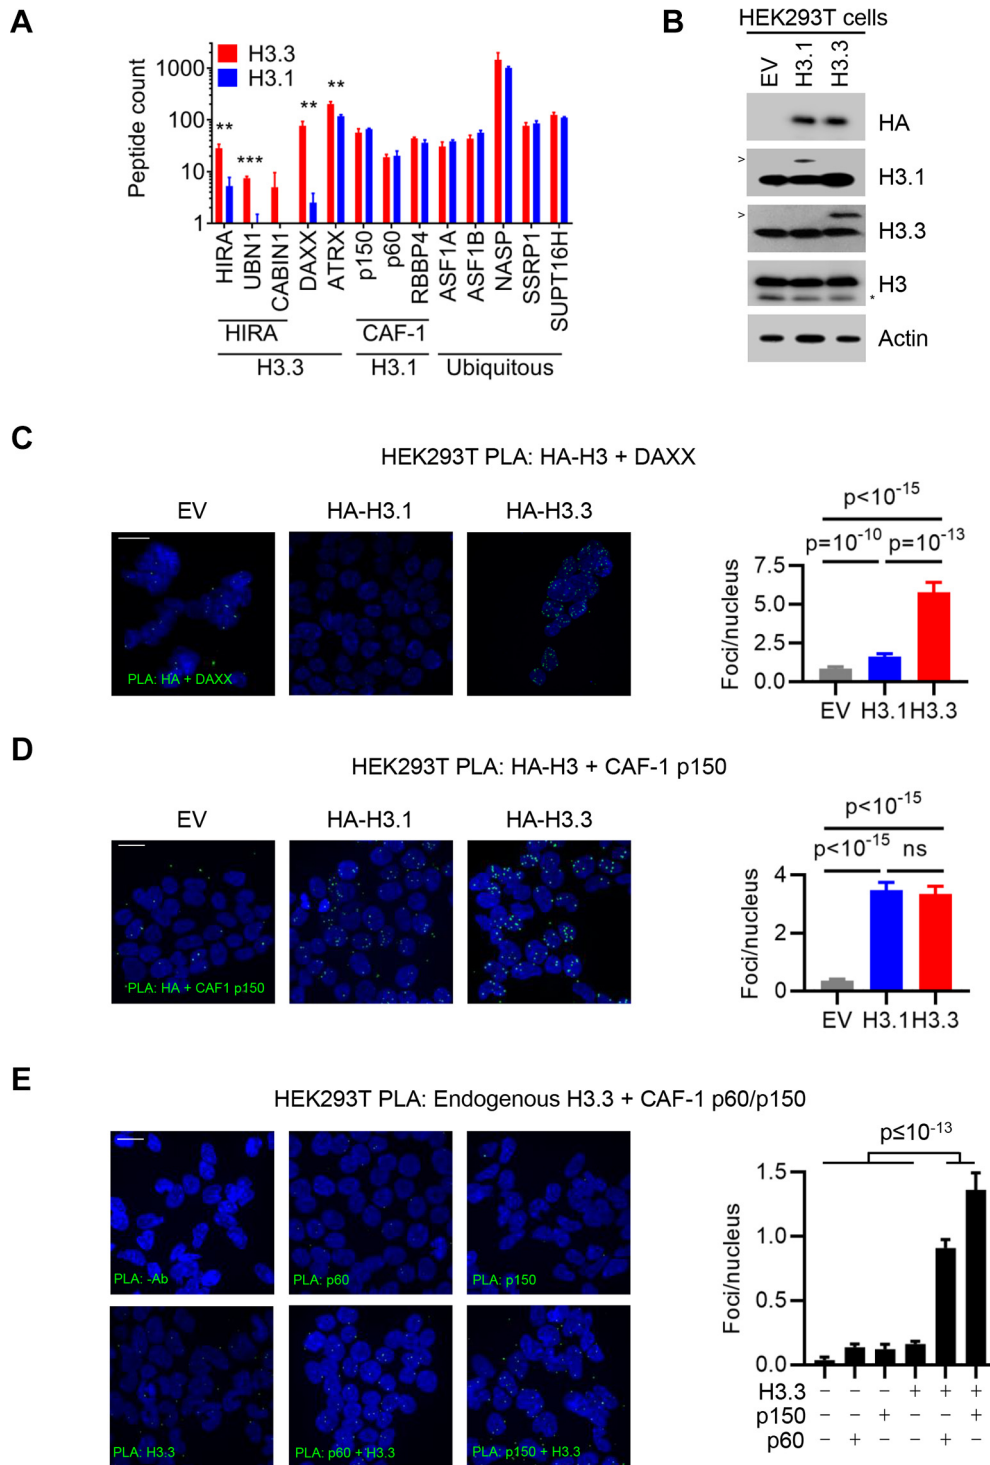 A
H3.3
H3.1
Peptide count
1000
100
10
1
** *** ** **
HIRA UBN1 CABIN1 DAXX ATRX p150 p60 RBBP4 ASF1A ASF1B NASP SSRP1 SUPT16H
HIRA CAF-1
H3.3 H3.1 Ubiquitous
B
HEK293T cells
EV H3.1 H3.3
HA
> H3.1
> H3.3
H3
*
Actin
C
HEK293T PLA: HA-H3 + DAXX
EV HA-H3.1 HA-H3.3
PLA: HA + DAXX
p<10⁻¹⁵
p=10⁻¹⁰ p=10⁻¹³
Foci/nucleus
7.5
5.0
2.5
0.0
EV H3.1 H3.3
D
HEK293T PLA: HA-H3 + CAF-1 p150
EV HA-H3.1 HA-H3.3
PLA: HA + CAF1 p150
p<10⁻¹⁵
p<10⁻¹⁵ ns
Foci/nucleus
4
2
0
EV H3.1 H3.3
E
HEK293T PLA: Endogenous H3.3 + CAF-1 p60/p150
PLA: -Ab PLA: p60 PLA: p150
PLA: H3.3 PLA: p60 + H3.3 PLA: p150 + H3.3
p≤10⁻¹³
Foci/nucleus
1.5
1.0
0.5
0.0
H3.3 − − − + + +
p150 − − + − − +
p60 − + − − + −